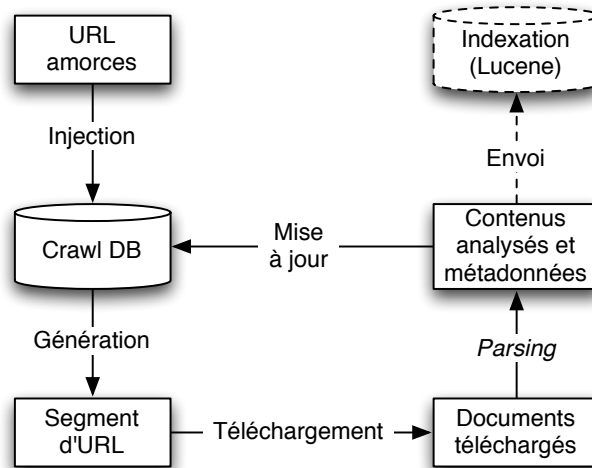 URL
amorces
Indexation
(Lucene)
Injection
Envoi
Crawl DB
Mise
à jour
Contenus
analysés et
métadonnées
Génération
Parsing
Segment
d'URL
Téléchargement
Documents
téléchargés